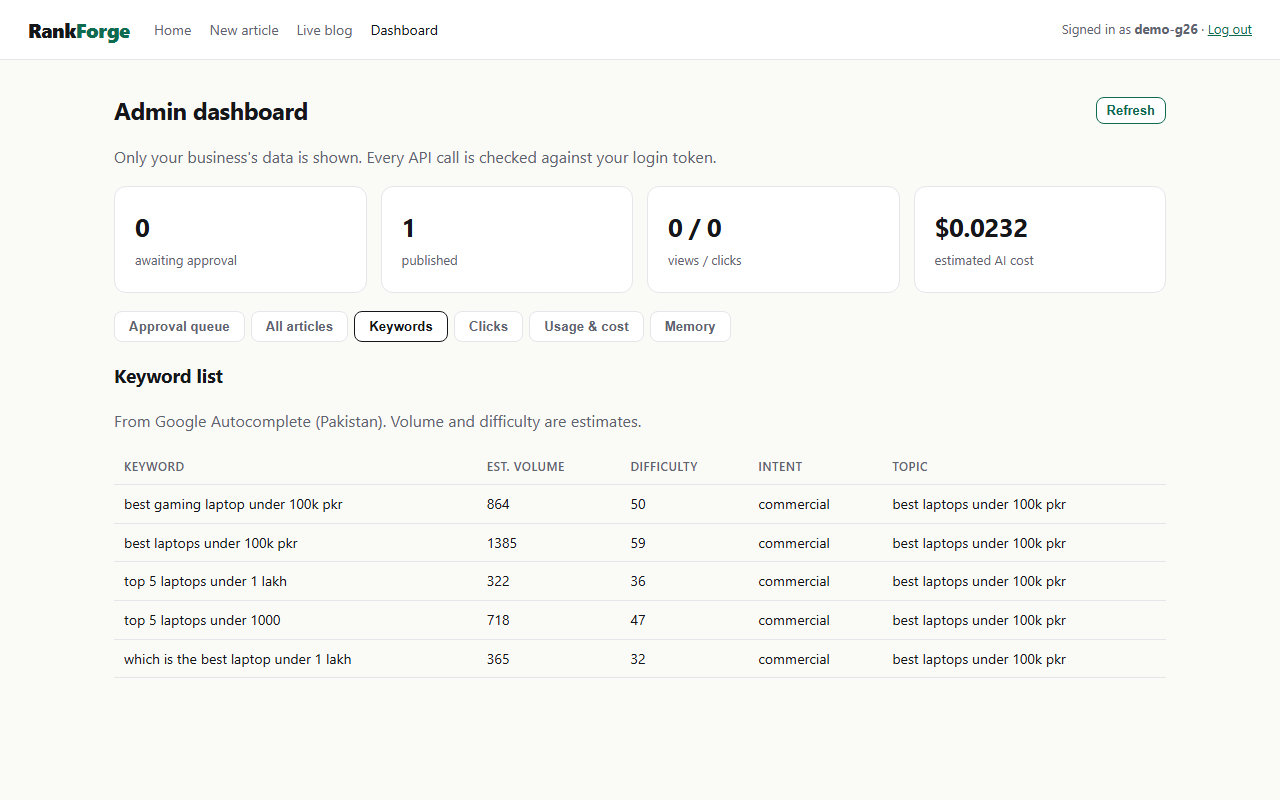 RankForge Home New article Live blog Dashboard Signed in as demo-g26 · Log out
Admin dashboard Refresh
Only your business's data is shown. Every API call is checked against your login token.
0 1 0 / 0 $0.0232
awaiting approval published views / clicks estimated AI cost
Approval queue All articles Keywords Clicks Usage & cost Memory
Keyword list
From Google Autocomplete (Pakistan). Volume and difficulty are estimates.
KEYWORD EST. VOLUME DIFFICULTY INTENT TOPIC
best gaming laptop under 100k pkr 864 50 commercial best laptops under 100k pkr
best laptops under 100k pkr 1385 59 commercial best laptops under 100k pkr
top 5 laptops under 1 lakh 322 36 commercial best laptops under 100k pkr
top 5 laptops under 1000 718 47 commercial best laptops under 100k pkr
which is the best laptop under 1 lakh 365 32 commercial best laptops under 100k pkr